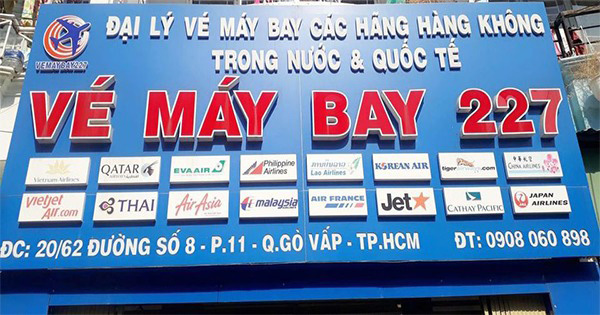 ĐẠI LÝ VÉ MÁY BAY CÁC HÃNG HÀNG KHÔNG
TRONG NƯỚC & QUỐC TẾ
VEMAYBAY227
VÉ MÁY BAY 227
Vietnam Airlines QATAR EVA AIR Philippine Airlines Lao Airlines KOREAN AIR tiger CHINA AIRLINES
vietjet Air.com THAI AirAsia malaysia AIR FRANCE Jet★ CATHAY PACIFIC JAPAN AIRLINES
ĐC: 20/62 ĐƯỜNG SỐ 8 - P.11 - Q.GÒ VẤP - TP.HCM ĐT: 0908 060 898